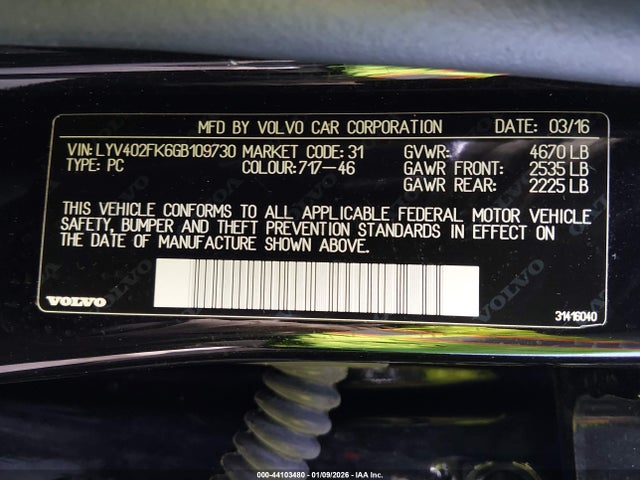 MFD BY VOLVO CAR CORPORATION DATE: 03/16
VIN: LYV402FK6GB109730 MARKET CODE: 31 GVWR: 4670 LB
TYPE: PC COLOUR: 717-46 GAWR FRONT: 2535 LB
GAWR REAR: 2225 LB
THIS VEHICLE CONFORMS TO ALL APPLICABLE FEDERAL MOTOR VEHICLE
SAFETY, BUMPER AND THEFT PREVENTION STANDARDS IN EFFECT ON
THE DATE OF MANUFACTURE SHOWN ABOVE.
VOLVO
31416040
000-44103480 - 01/09/2026 - IAA Inc.